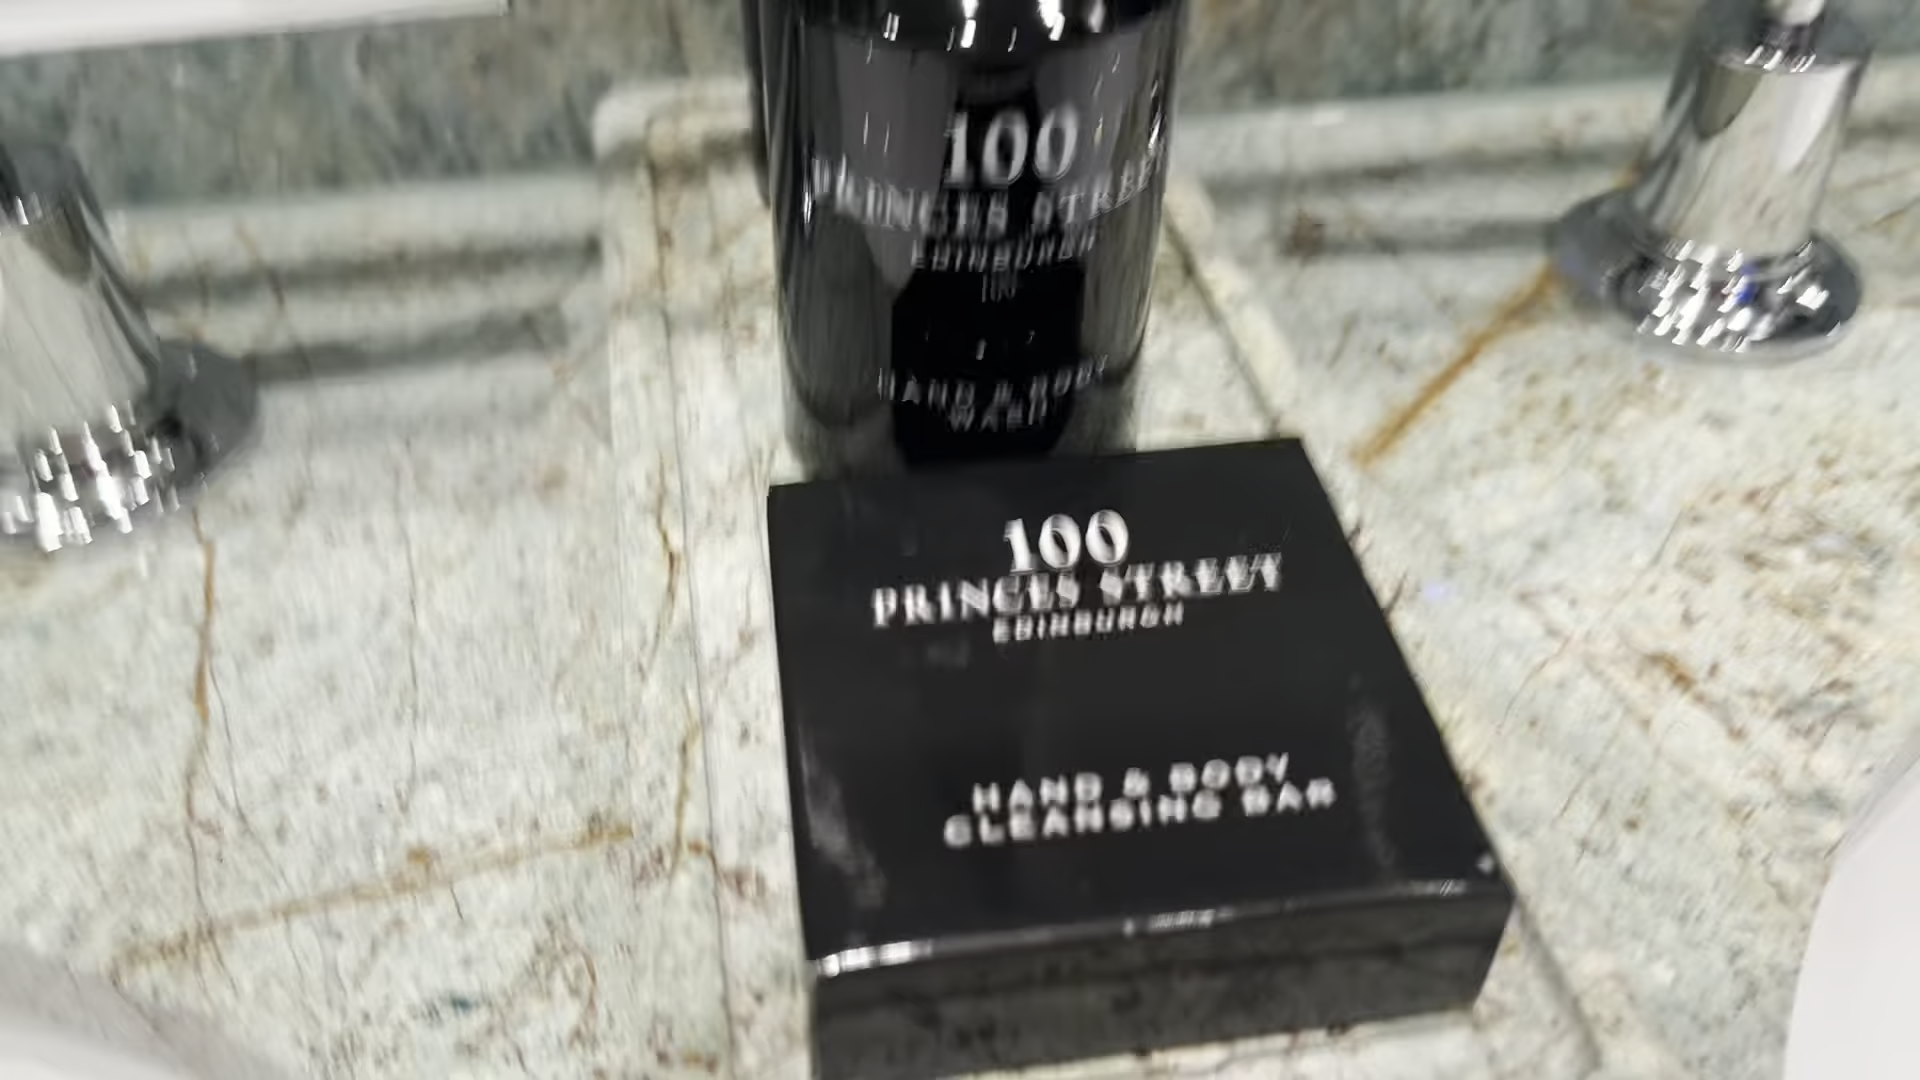 100
PRINCES STREET
EDINBURGH
HAND & BODY
WASH
100
PRINCES STREET
EDINBURGH
HAND & BODY
CLEANSING BAR